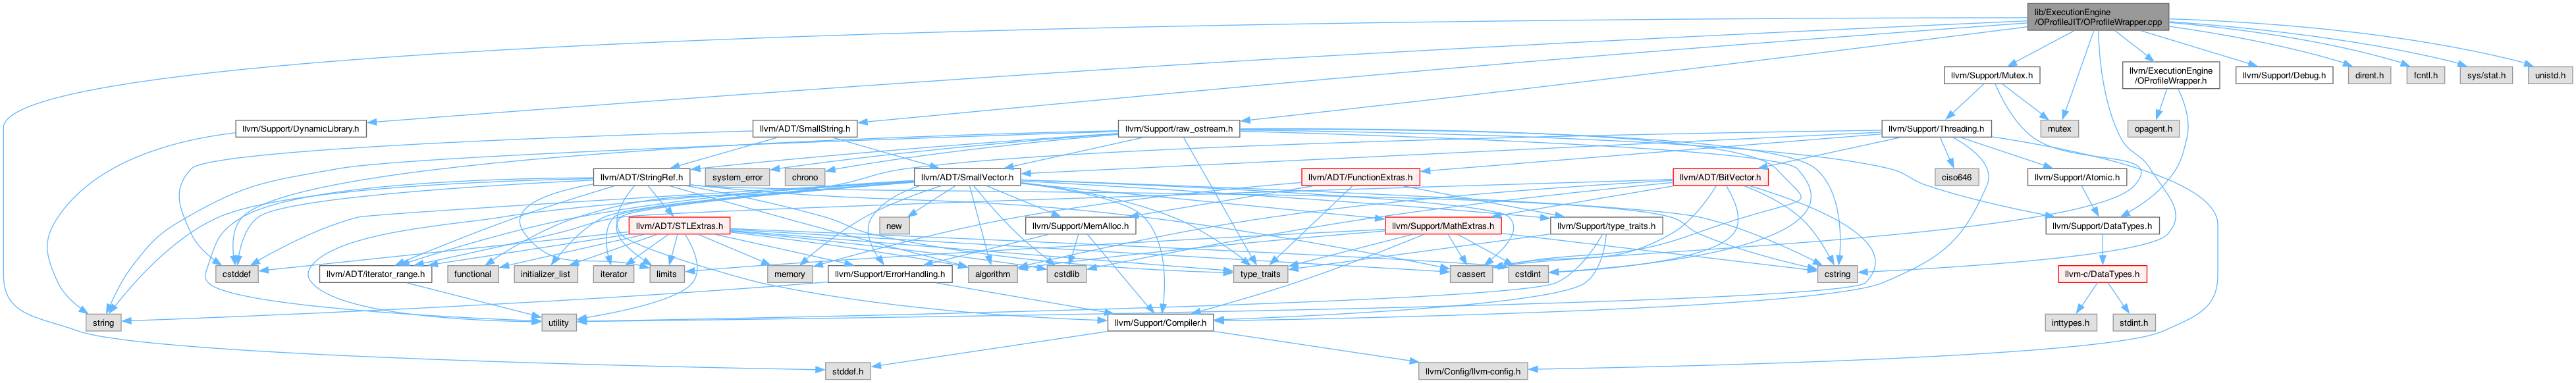 lib/ExecutionEngine
/OProfileJIT/OProfileWrapper.cpp
llvm/Support/Mutex.h
llvm/ExecutionEngine
/OProfileWrapper.h
llvm/Support/Debug.h
dirent.h
fcntl.h
sys/stat.h
unistd.h
llvm/Support/DynamicLibrary.h
llvm/ADT/SmallString.h
llvm/Support/raw_ostream.h
llvm/Support/Threading.h
mutex
opagent.h
llvm/ADT/StringRef.h
system_error
chrono
llvm/ADT/SmallVector.h
llvm/ADT/FunctionExtras.h
llvm/ADT/BitVector.h
ciso646
llvm/Support/Atomic.h
llvm/ADT/STLExtras.h
new
llvm/Support/MemAlloc.h
llvm/Support/MathExtras.h
llvm/Support/type_traits.h
llvm/Support/DataTypes.h
cstddef
llvm/ADT/iterator_range.h
functional
initializer_list
iterator
limits
memory
llvm/Support/ErrorHandling.h
algorithm
cstdlib
type_traits
cassert
cstdint
cstring
llvm-c/DataTypes.h
string
utility
llvm/Support/Compiler.h
inttypes.h
stdint.h
stddef.h
llvm/Config/llvm-config.h